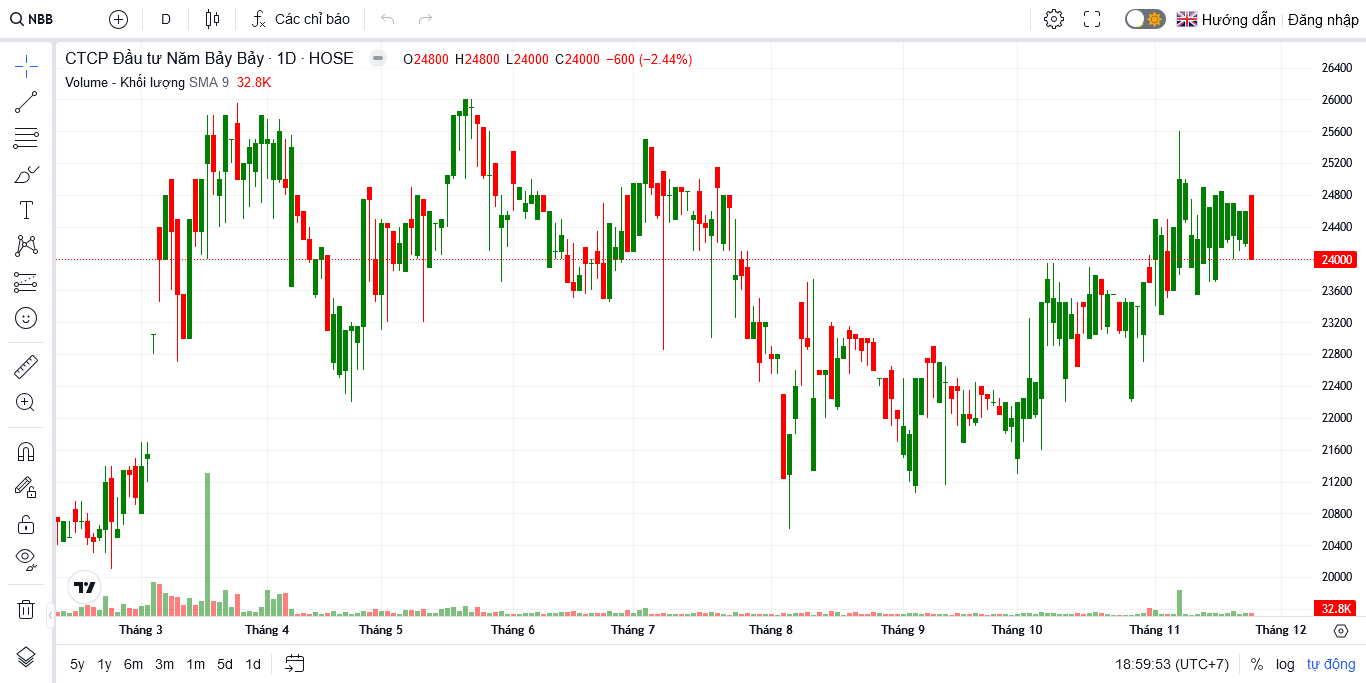 NBB
D
Các chỉ báo
Hướng dẫn
Đăng nhập
CTCP Đầu tư Năm Bảy Bảy · 1D · HOSE O24800 H24800 L24000 C24000 −600 (−2.44%)
Volume - Khối lượng SMA 9 32.8K
26400
26000
25600
25200
24800
24400
24000
23600
23200
22800
22400
22000
21600
21200
20800
20400
20000
32.8K
Tháng 3 Tháng 4 Tháng 5 Tháng 6 Tháng 7 Tháng 8 Tháng 9 Tháng 10 Tháng 11 Tháng 12
5y 1y 6m 3m 1m 5d 1d
18:59:53 (UTC+7) % log tự động